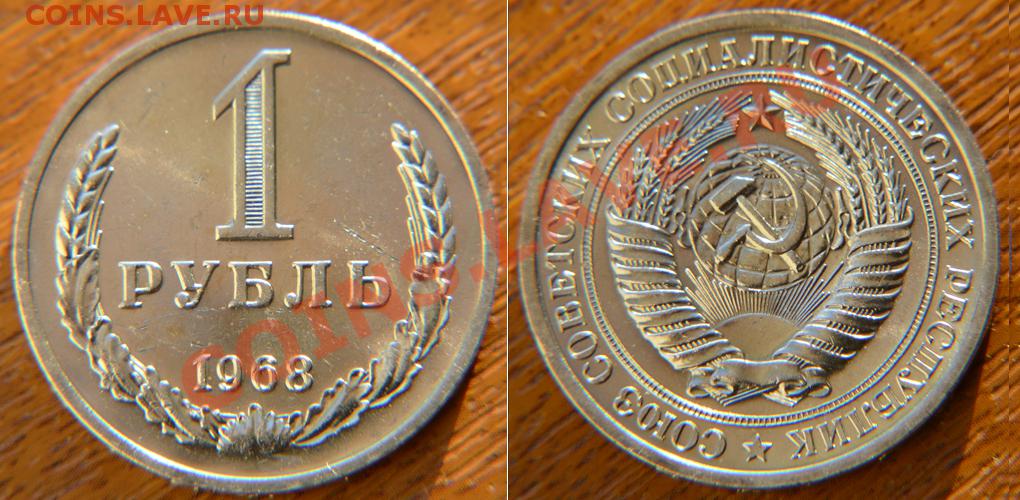 COINS.LAVE.RU
1
РУБЛЬ
1968
СОЮЗ СОВЕТСКИХ СОЦИАЛИСТИЧЕСКИХ РЕСПУБЛИК